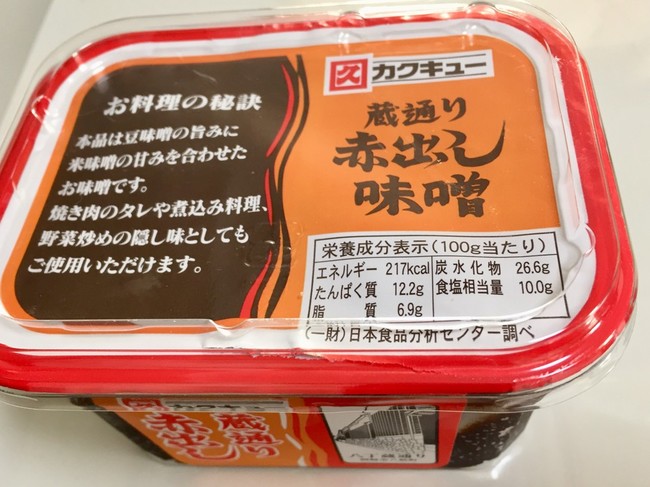 久 カクキュー
蔵通り
赤出し
味噌
お料理の秘訣
本品は豆味噌の旨みに
米味噌の甘みを合わせた
お味噌です。
焼き肉のタレや煮込み料理、
野菜炒めの隠し味としても
ご使用いただけます。
栄養成分表示(100g当たり)
エネルギー 217kcal 炭水化物 26.6g
たんぱく質 12.2g 食塩相当量 10.0g
脂質 6.9g
(一財)日本食品分析センター調べ
カクキュー
蔵通り
赤出し
八丁蔵通り